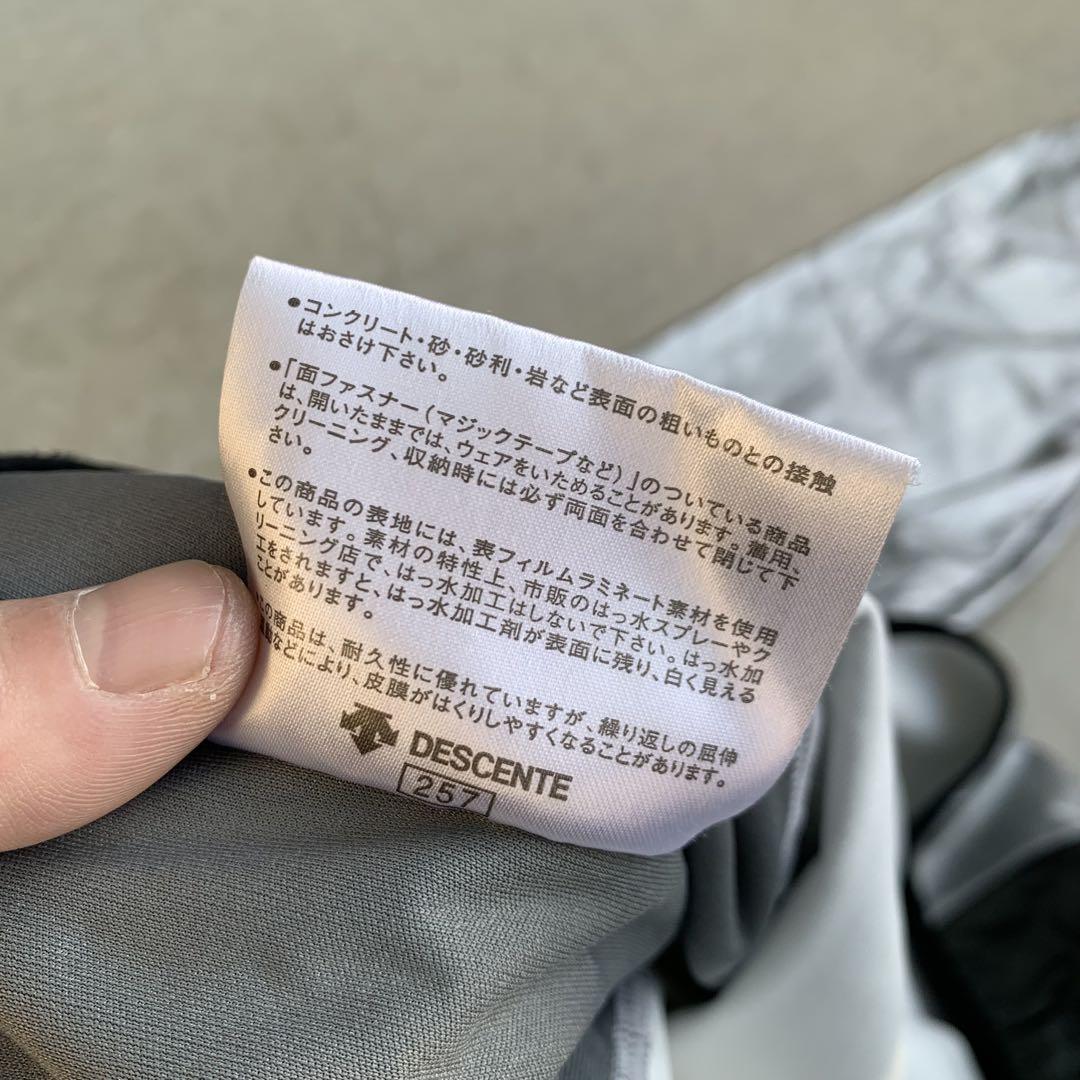 ●コンクリート・砂・砂利・岩など表面の粗いものとの接触
はおさけ下さい。
●「面ファスナー(マジックテープなど)」のついている商品
は、開いたままでは、ウェアをいためることがあります。着用、
クリーニング、収納時には必ず両面を合わせて閉じて下
さい。
●この商品の表地には、表フィルムラミネート素材を使用
しています。素材の特性上、市販のはっ水スプレーやク
リーニング店で、はっ水加工はしないで下さい。はっ水加
工をされますと、はっ水加工剤が表面に残り、白く見える
ことがあります。
の商品は、耐久性に優れていますが、繰り返しの屈伸
などにより、皮膜がはくりしやすくなることがあります。
DESCENTE
257